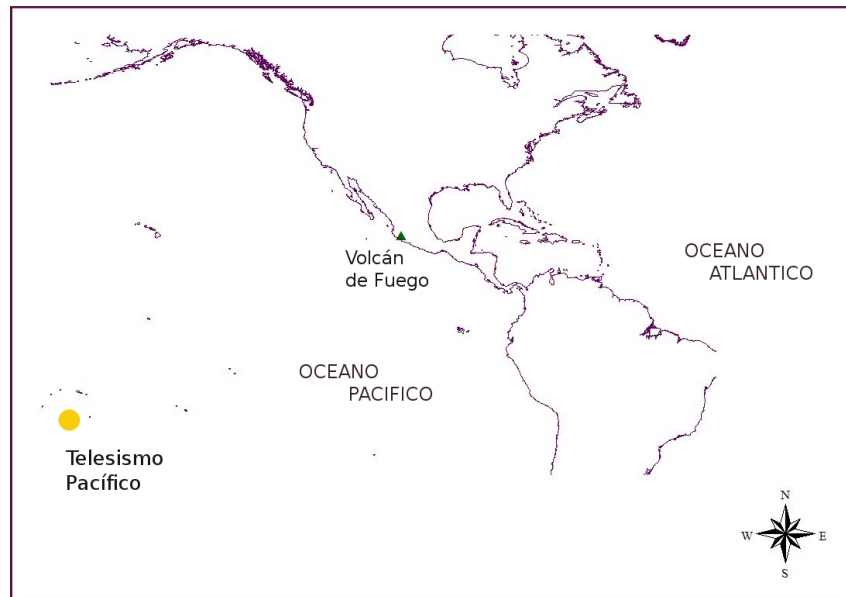 Volcán
de Fuego
OCEANO
ATLANTICO
OCEANO
PACIFICO
Telesismo
Pacífico
N
W
E
S